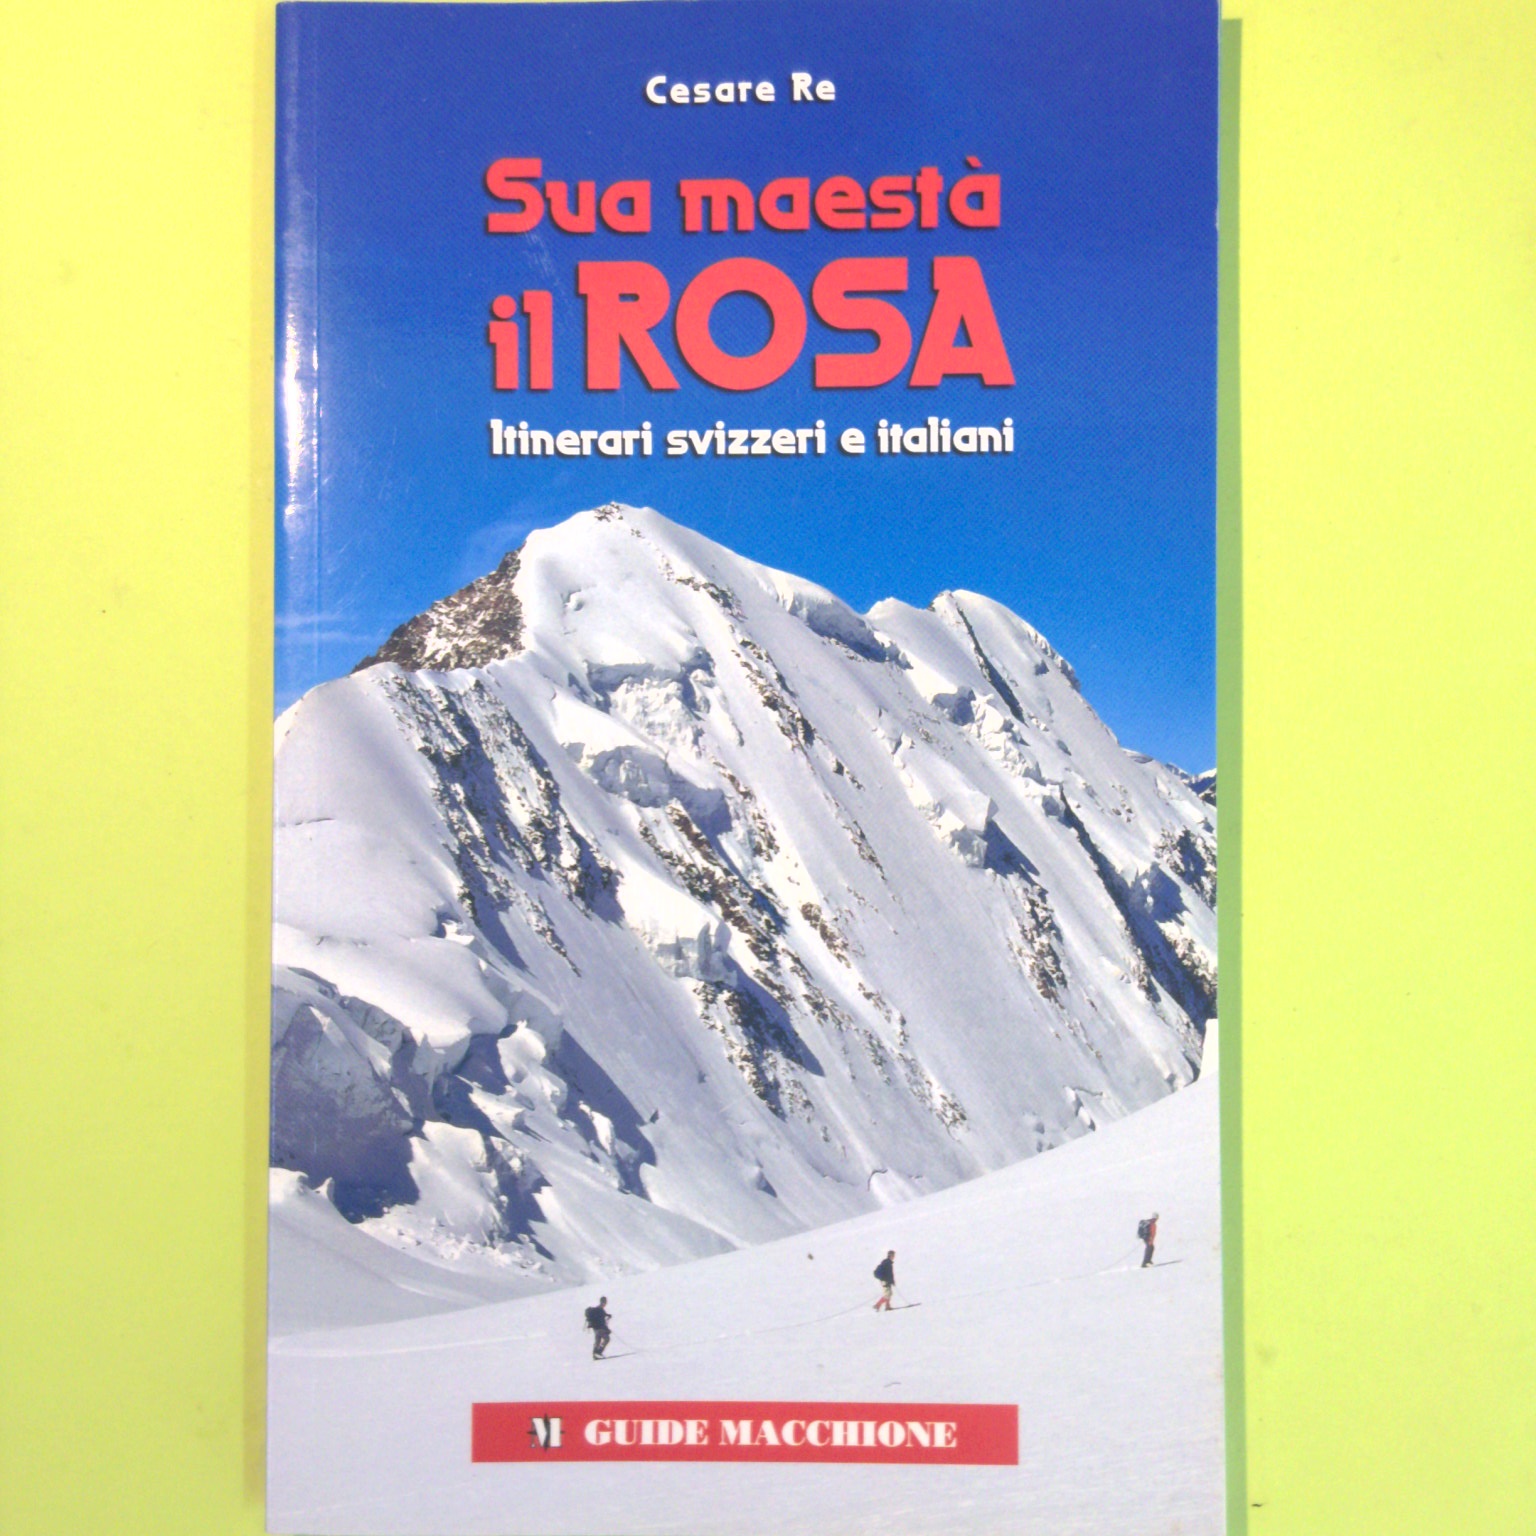 Cesare Re
Sua maestà
il ROSA
Itinerari svizzeri e italiani
M GUIDE MACCHIONE